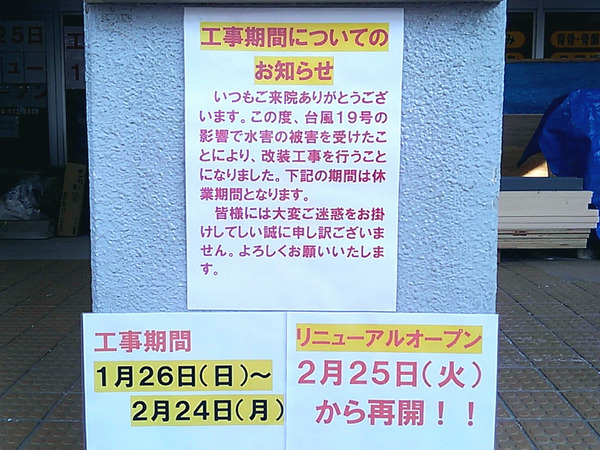 工事期間についての
お知らせ
いつもご来院ありがとうござ
います。この度、台風19号の
影響で水害の被害を受けたこ
とにより、改装工事を行うこと
になりました。下記の期間は休
業期間となります。
皆様には大変ご迷惑をお掛
けしてしい誠に申し訳ございま
せん。よろしくお願いいたしま
す。
工事期間
1月26日(日)～
2月24日(月)
リニューアルオープン
2月25日(火)
から再開！！
25日